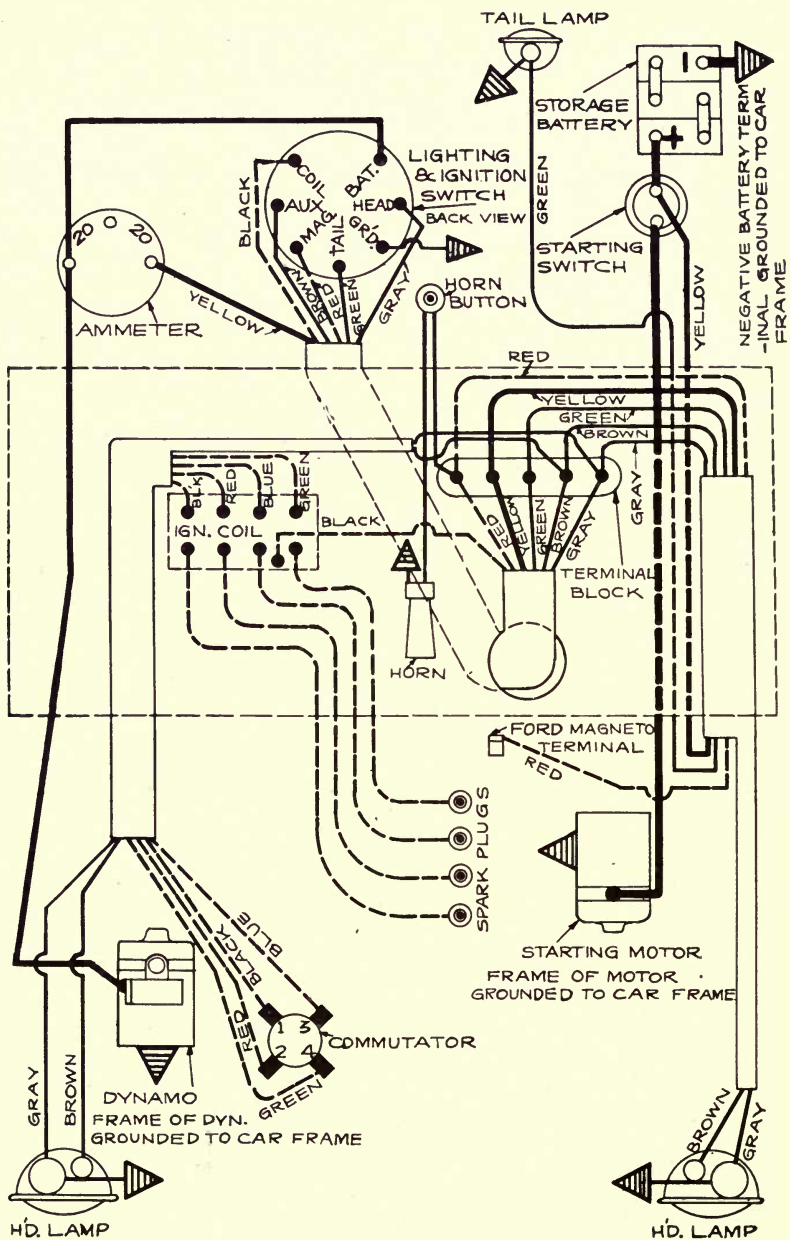 TAIL LAMP
STORAGE
BATTERY
-
+
NEGATIVE BATTERY TERM
-INAL GROUNDED TO CAR
FRAME.
GREEN
STARTING
SWITCH
YELLOW
LIGHTING
& IGNITION
SWITCH
BACK VIEW
COIL
BAT.
AUX.
HEAD
MAG.
TAIL
GR'D.
BLACK
BROWN
RED
GREEN
GRAY
20 0 20
AMMETER
YELLOW
HORN
BUTTON
RED
YELLOW
GREEN
BROWN
GRAY
BLK
RED
BLUE
GREEN
IGN. COIL
BLACK
RED
YELLOW
GREEN
BROWN
GRAY
TERMINAL
BLOCK
HORN
FORD MAGNETO
TERMINAL
RED
SPARK PLUGS
STARTING MOTOR
FRAME OF MOTOR
GROUNDED TO CAR FRAME
BLUE
BLACK
RED
GREEN
1 3
2 4
COMMUTATOR
DYNAMO
FRAME OF DYN.
GROUNDED TO CAR FRAME
GRAY
BROWN
BROWN
GRAY
H'D. LAMP
H'D. LAMP